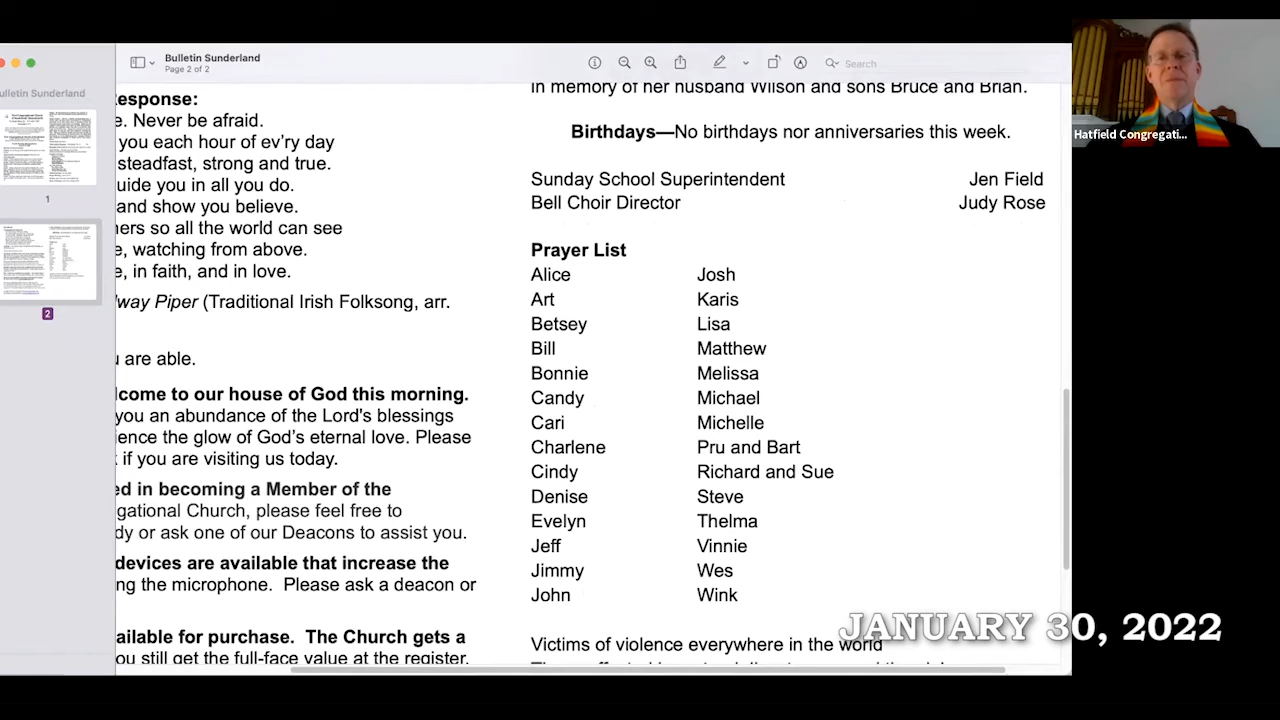 Bulletin Sunderland
Page 2 of 2
Search
Bulletin Sunderland
1
2
Response:
e. Never be afraid.
you each hour of ev'ry day
steadfast, strong and true.
uide you in all you do.
and show you believe.
hers so all the world can see
e, watching from above.
e, in faith, and in love.
lway Piper (Traditional Irish Folksong, arr.
u are able.
lcome to our house of God this morning.
you an abundance of the Lord's blessings
ience the glow of God's eternal love. Please
if you are visiting us today.
ed in becoming a Member of the
gational Church, please feel free to
dy or ask one of our Deacons to assist you.
devices are available that increase the
ng the microphone.  Please ask a deacon or
ailable for purchase.  The Church gets a
you still get the full-face value at the register.
in memory of her husband Wilson and sons Bruce and Brian.
Birthdays—No birthdays nor anniversaries this week.
Sunday School Superintendent Jen Field
Bell Choir Director Judy Rose
Prayer List
Alice Josh
Art Karis
Betsey Lisa
Bill Matthew
Bonnie Melissa
Candy Michael
Cari Michelle
Charlene Pru and Bart
Cindy Richard and Sue
Denise Steve
Evelyn Thelma
Jeff Vinnie
Jimmy Wes
John Wink
Victims of violence everywhere in the world
Hatfield Congregati...
JANUARY 30, 2022